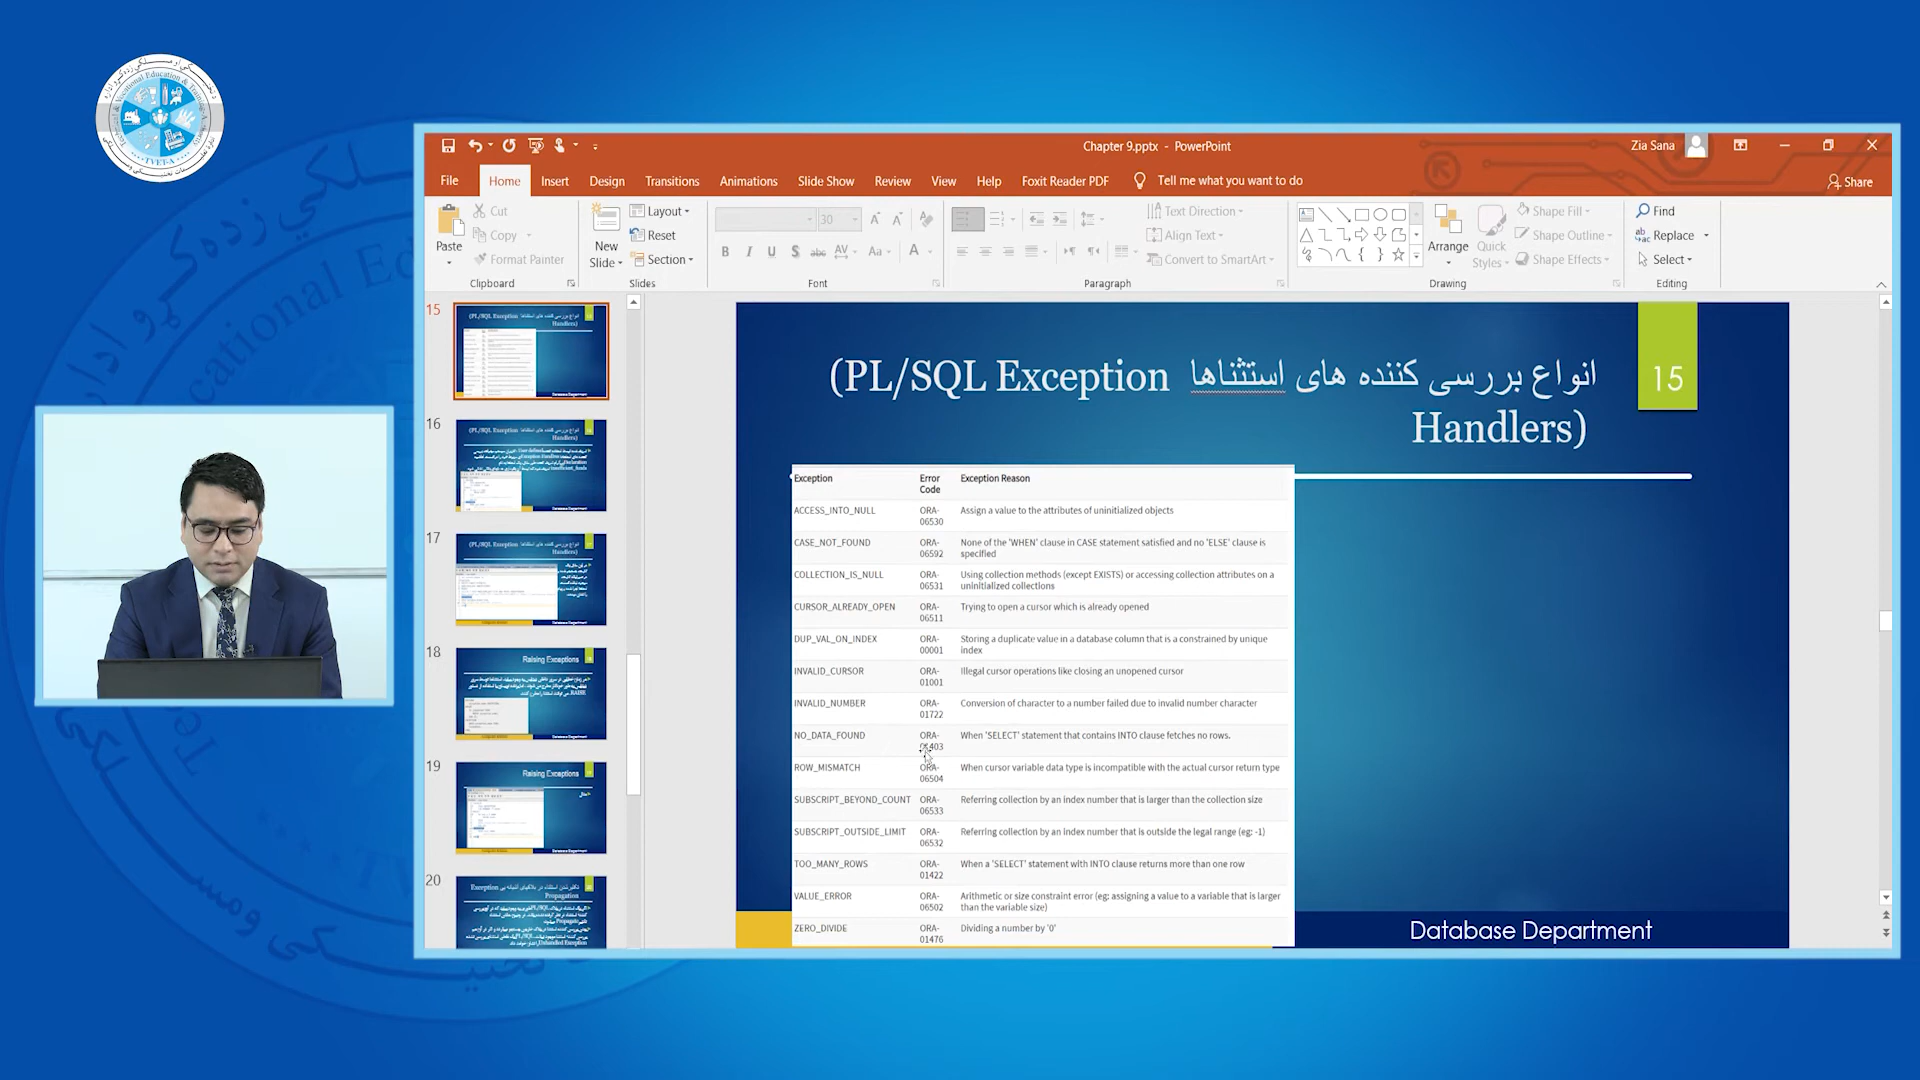 Chapter 9.pptx - PowerPoint
Zia Sana
File Home Insert Design Transitions Animations Slide Show Review View Help Foxit Reader PDF Tell me what you want to do Share
Paste
Cut
Copy
Format Painter
Clipboard
New Slide
Layout
Reset
Section
Slides
30
Font
Text Direction
Align Text
Convert to SmartArt
Paragraph
Arrange
Quick Styles
Shape Fill
Shape Outline
Shape Effects
Drawing
Find
Replace
Select
Editing
15
16
17
18
Raising Exceptions
19
Raising Exceptions
20
انواع بررسی کننده های استثناها (PL/SQL Exception
Handlers)
15
Exception Error Code Exception Reason
ACCESS_INTO_NULL ORA-06530 Assign a value to the attributes of uninitialized objects
CASE_NOT_FOUND ORA-06592 None of the 'WHEN' clause in CASE statement satisfied and no 'ELSE' clause is specified
COLLECTION_IS_NULL ORA-06531 Using collection methods (except EXISTS) or accessing collection attributes on a uninitialized collections
CURSOR_ALREADY_OPEN ORA-06511 Trying to open a cursor which is already opened
DUP_VAL_ON_INDEX ORA-00001 Storing a duplicate value in a database column that is a constrained by unique index
INVALID_CURSOR ORA-01001 Illegal cursor operations like closing an unopened cursor
INVALID_NUMBER ORA-01722 Conversion of character to a number failed due to invalid number character
NO_DATA_FOUND ORA-01403 When 'SELECT' statement that contains INTO clause fetches no rows.
ROW_MISMATCH ORA-06504 When cursor variable data type is incompatible with the actual cursor return type
SUBSCRIPT_BEYOND_COUNT ORA-06533 Referring collection by an index number that is larger than the collection size
SUBSCRIPT_OUTSIDE_LIMIT ORA-06532 Referring collection by an index number that is outside the legal range (eg: -1)
TOO_MANY_ROWS ORA-01422 When a 'SELECT' statement with INTO clause returns more than one row
VALUE_ERROR ORA-06502 Arithmetic or size constraint error (eg: assigning a value to a variable that is larger than the variable size)
ZERO_DIVIDE ORA-01476 Dividing a number by '0'
Database Department